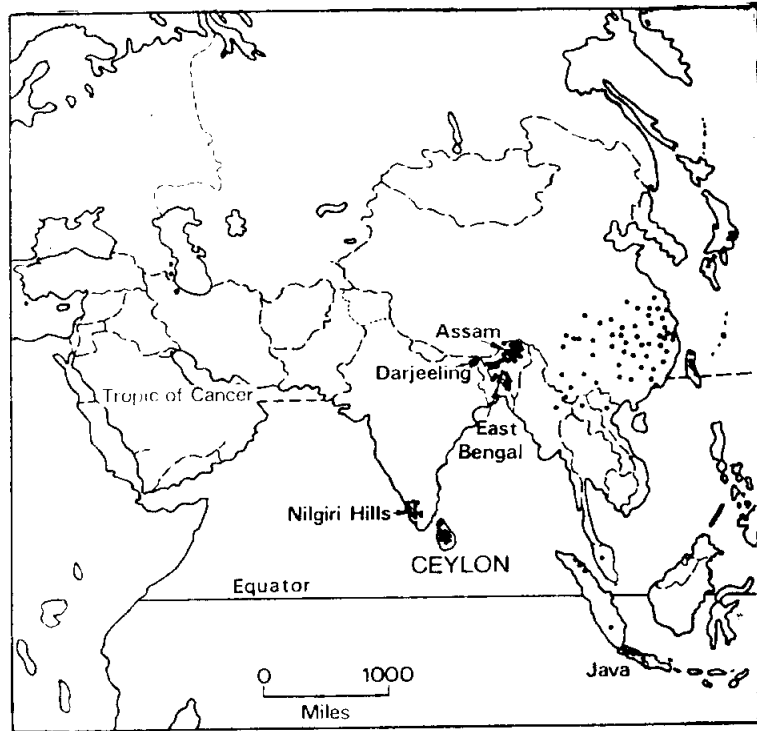 Assam
Darjeeling
Tropic of Cancer
East
Bengal
Nilgiri Hills
CEYLON
Equator
Java
0 1000
Miles